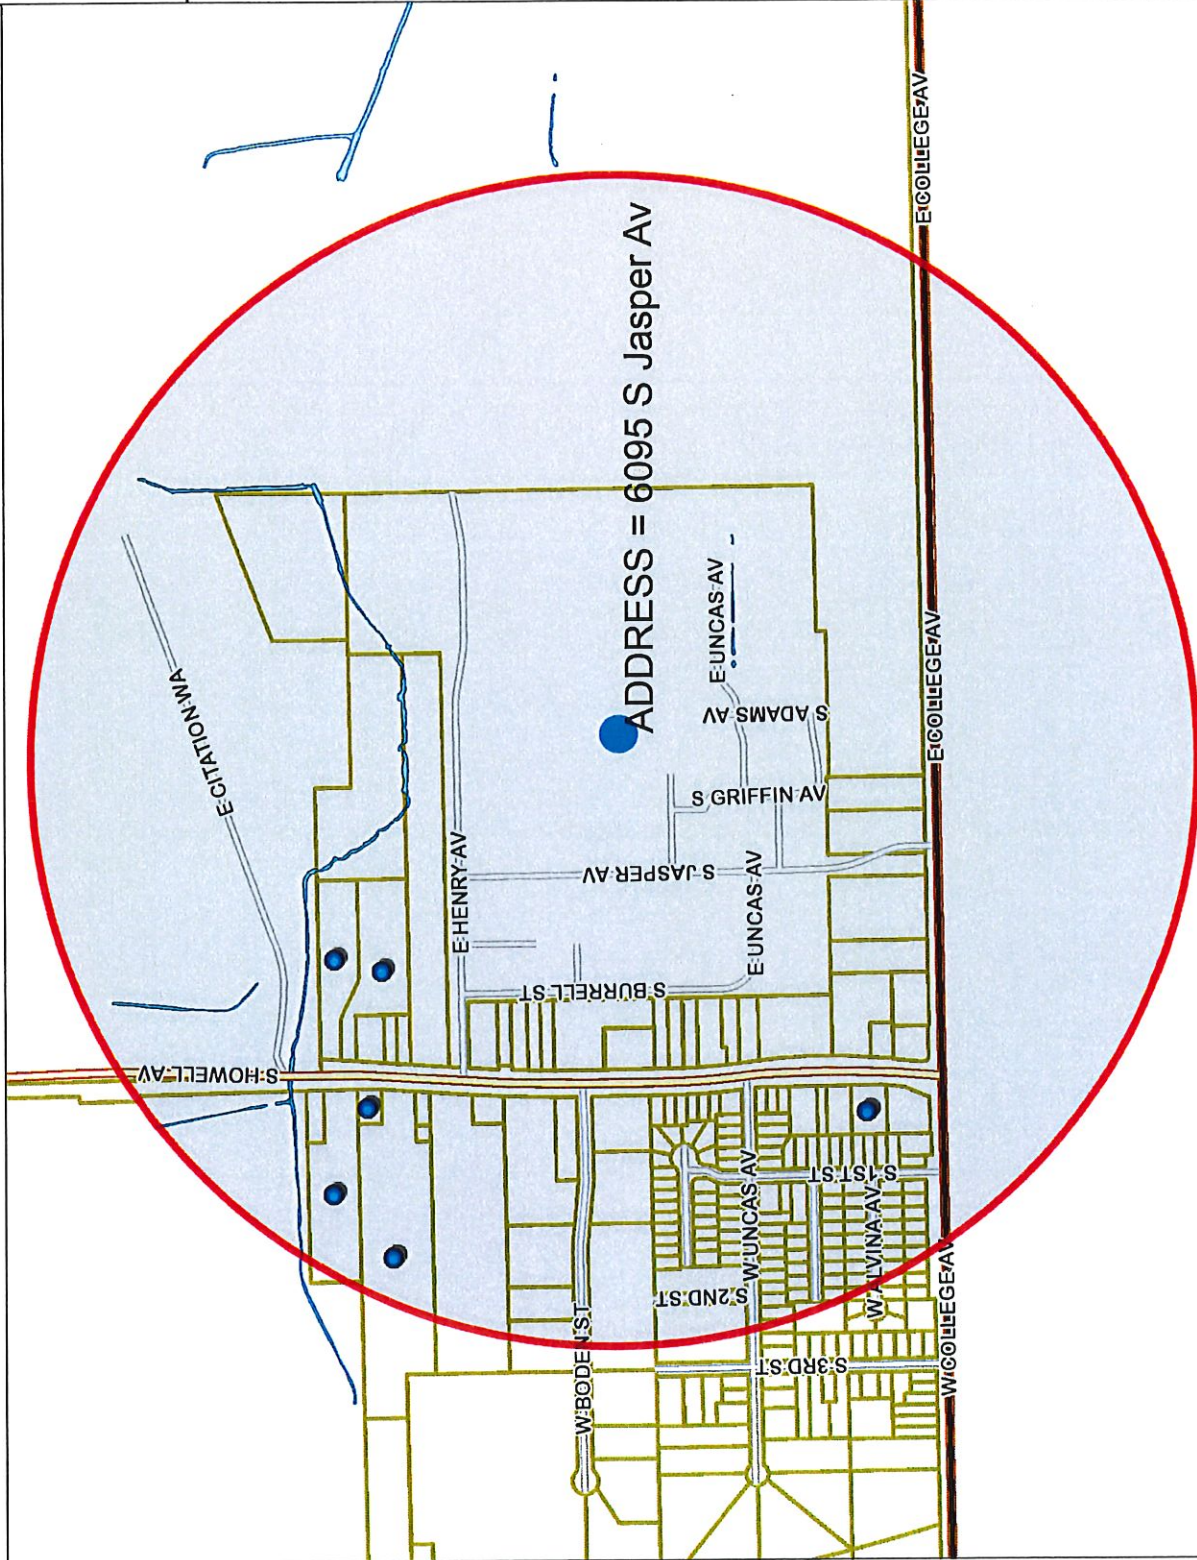 E COLLEGE AV
E COLLEGE AV
W COLLEGE AV
ADDRESS = 6095 S Jasper Av
E CITATION WA
E UNCAS AV
S ADAMS AV
S GRIFFIN AV
E HENRY AV
S JASPER AV
E UNCAS AV
S BURRELL ST
S HOWELL AV
S 1ST ST
W UNCAS AV
W ALVINA AV
S 2ND ST
W BODEN ST
S 3RD ST